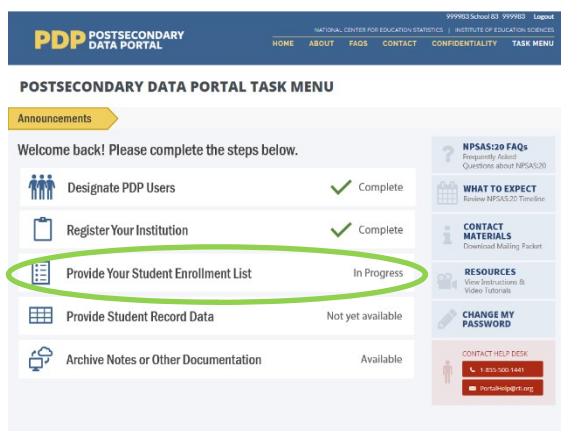 999983 School 83 999983 Logout
PDP POSTSECONDARY DATA PORTAL
NATIONAL CENTER FOR EDUCATION STATISTICS | INSTITUTE OF EDUCATION SCIENCES
HOME ABOUT FAQS CONTACT CONFIDENTIALITY TASK MENU
POSTSECONDARY DATA PORTAL TASK MENU
Announcements
Welcome back! Please complete the steps below.
Designate PDP Users Complete
Register Your Institution Complete
Provide Your Student Enrollment List In Progress
Provide Student Record Data Not yet available
Archive Notes or Other Documentation Available
NPSAS:20 FAQs
Frequently Asked
Questions about NPSAS:20
WHAT TO EXPECT
Review NPSAS:20 Timeline
CONTACT
MATERIALS
Download Mailing Packet
RESOURCES
View Instructions &
Video Tutorials
CHANGE MY
PASSWORD
CONTACT HELP DESK
1-855-500-1441
PortalHelp@rti.org